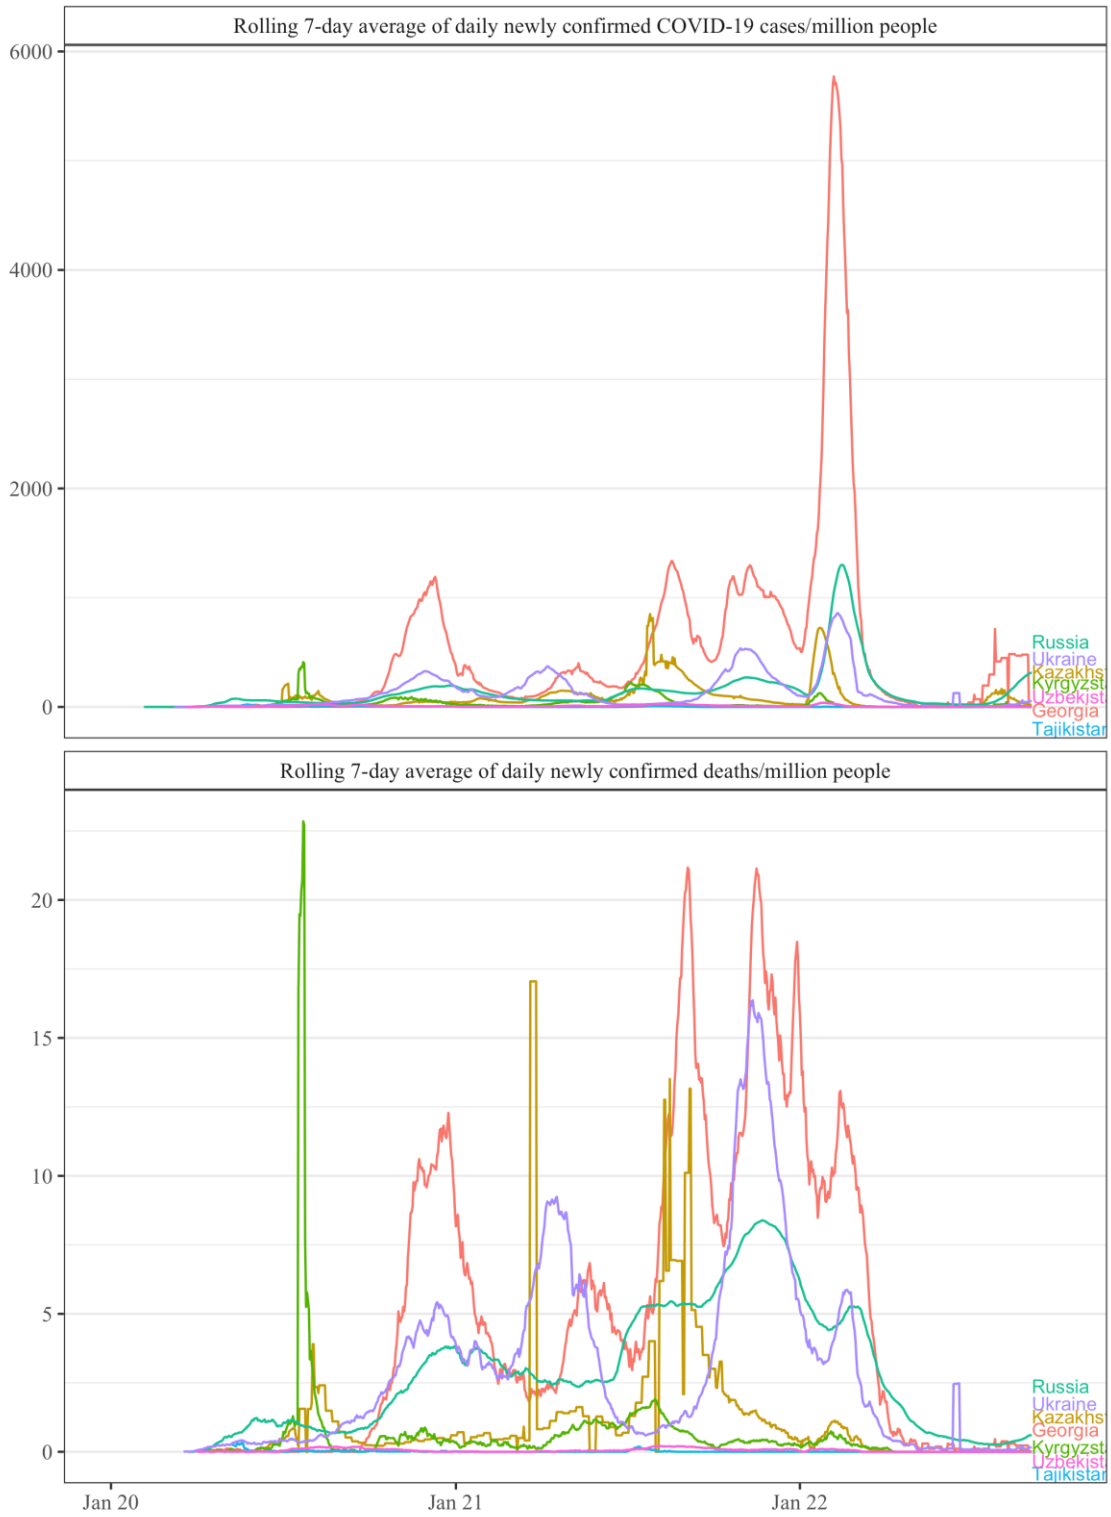 Rolling 7-day average of daily newly confirmed COVID-19 cases/million people
6000
4000
2000
0
Russia
Ukraine
Kazakhs
Kyrgyzst
Uzbekist
Georgia
Tajikistan
Rolling 7-day average of daily newly confirmed deaths/million people
20
15
10
5
0
Russia
Ukraine
Kazakhs
Georgia
Kyrgyzst
Uzbekist
Tajikistan
Jan 20 Jan 21 Jan 22